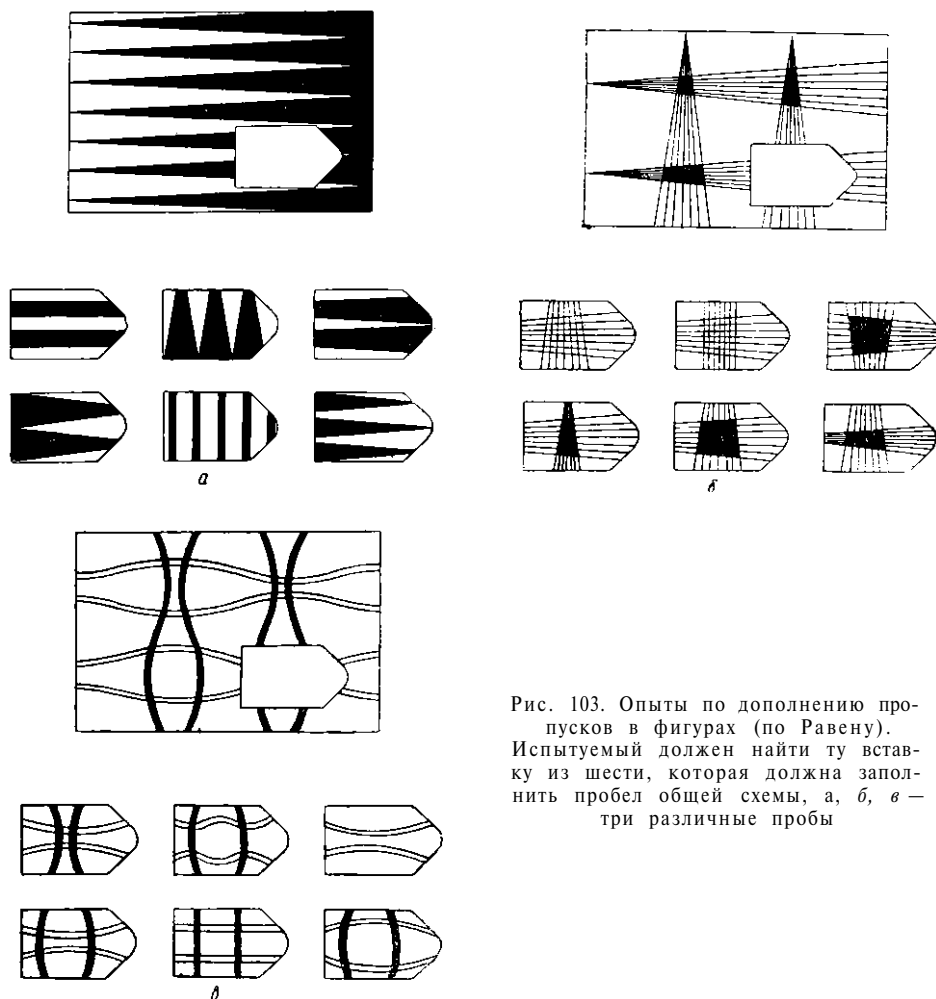 а
б
Рис. 103. Опыты по дополнению про-
пусков в фигурах (по Равену).
Испытуемый должен найти ту встав-
ку из шести, которая должна запол-
нить пробел общей схемы, а, б, в —
три различные пробы
в